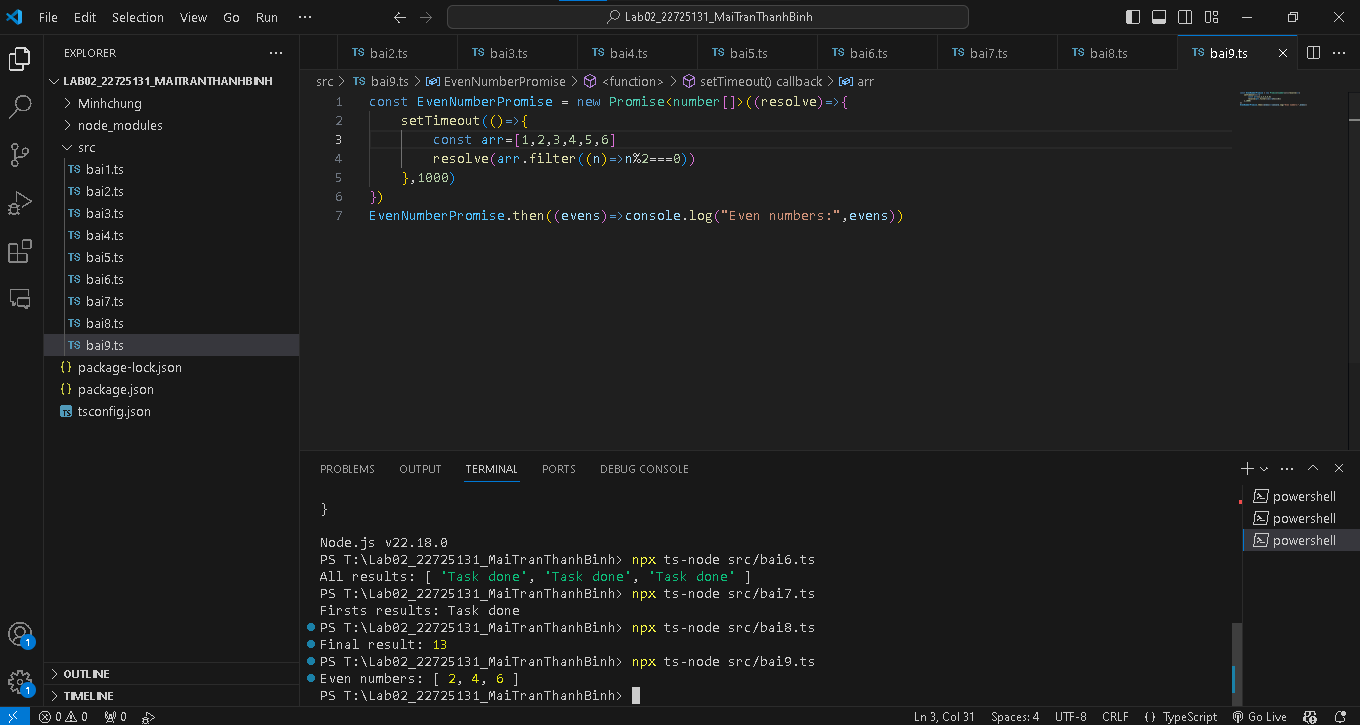 File Edit Selection View Go Run ··· Lab02_22725131_MaiTranThanhBinh
EXPLORER ···
LAB02_22725131_MAITRANTHANHBINH
Minhchung
node_modules
src
TS bai1.ts
TS bai2.ts
TS bai3.ts
TS bai4.ts
TS bai5.ts
TS bai6.ts
TS bai7.ts
TS bai8.ts
TS bai9.ts
{} package-lock.json
{} package.json
TS tsconfig.json
OUTLINE
TIMELINE
TS bai2.ts TS bai3.ts TS bai4.ts TS bai5.ts TS bai6.ts TS bai7.ts TS bai8.ts TS bai9.ts
src > TS bai9.ts > EvenNumberPromise > <function> > setTimeout() callback > arr
1 const EvenNumberPromise = new Promise<number[]>((resolve)=>{
2 setTimeout(()=>{
3 const arr=[1,2,3,4,5,6]
4 resolve(arr.filter((n)=>n%2===0))
5 },1000)
6 })
7 EvenNumberPromise.then((evens)=>console.log("Even numbers:",evens))
PROBLEMS OUTPUT TERMINAL PORTS DEBUG CONSOLE
}
Node.js v22.18.0
PS T:\Lab02_22725131_MaiTranThanhBinh> npx ts-node src/bai6.ts
All results: [ 'Task done', 'Task done', 'Task done' ]
PS T:\Lab02_22725131_MaiTranThanhBinh> npx ts-node src/bai7.ts
Firsts results: Task done
PS T:\Lab02_22725131_MaiTranThanhBinh> npx ts-node src/bai8.ts
Final result: 13
PS T:\Lab02_22725131_MaiTranThanhBinh> npx ts-node src/bai9.ts
Even numbers: [ 2, 4, 6 ]
PS T:\Lab02_22725131_MaiTranThanhBinh>
powershell
powershell
powershell
1
1
0 0 0 Ln 3, Col 31 Spaces: 4 UTF-8 CRLF {} TypeScript Go Live